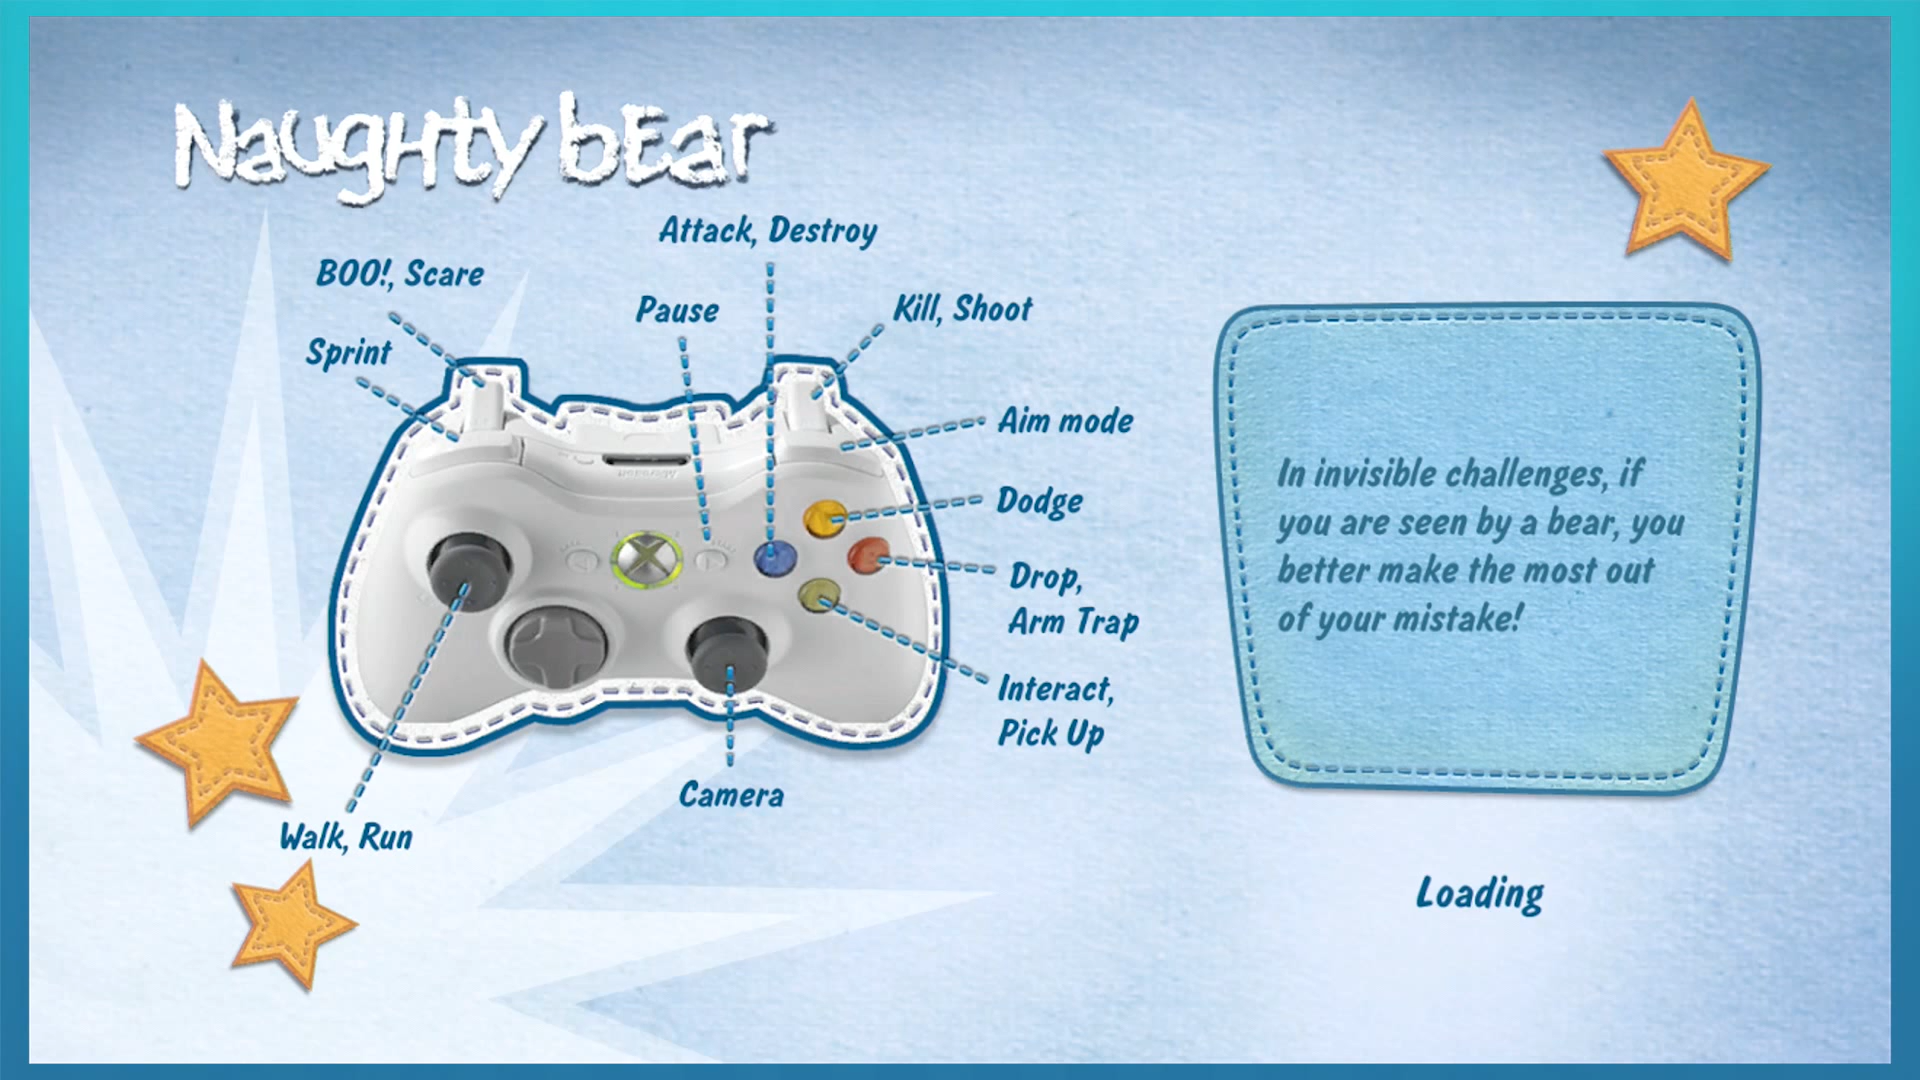 Naughty bEar
Attack, Destroy
BOO!, Scare
Pause
Kill, Shoot
Sprint
Aim mode
Dodge
Drop,
Arm Trap
Interact,
Pick Up
Camera
Walk, Run
In invisible challenges, if
you are seen by a bear, you
better make the most out
of your mistake!
Loading